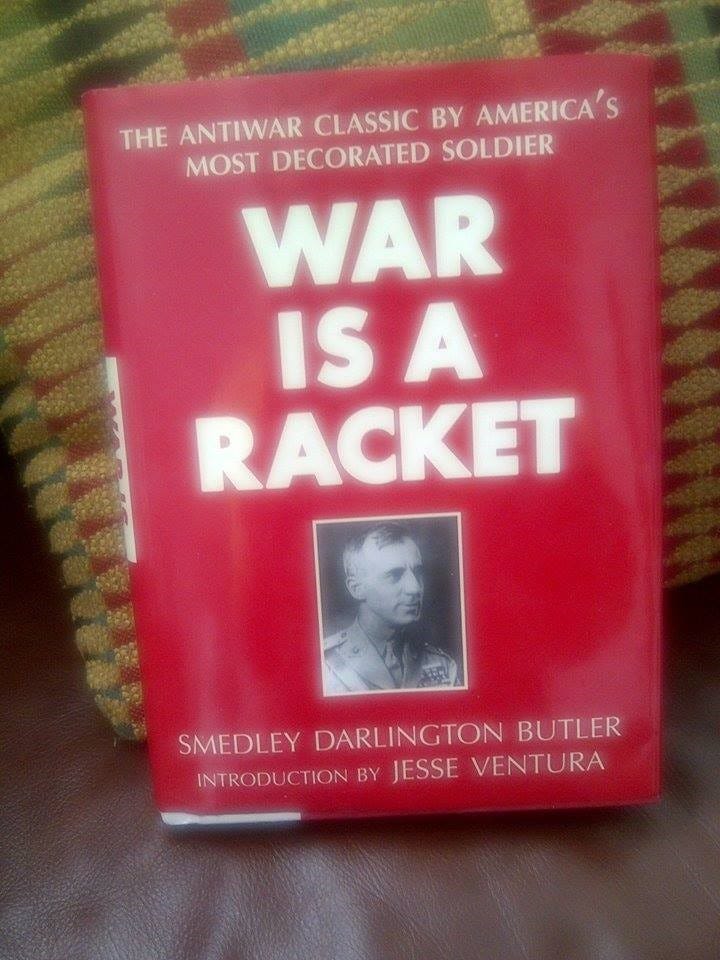 THE ANTIWAR CLASSIC BY AMERICA'S
MOST DECORATED SOLDIER
WAR
IS A
RACKET
SMEDLEY DARLINGTON BUTLER
INTRODUCTION BY JESSE VENTURA